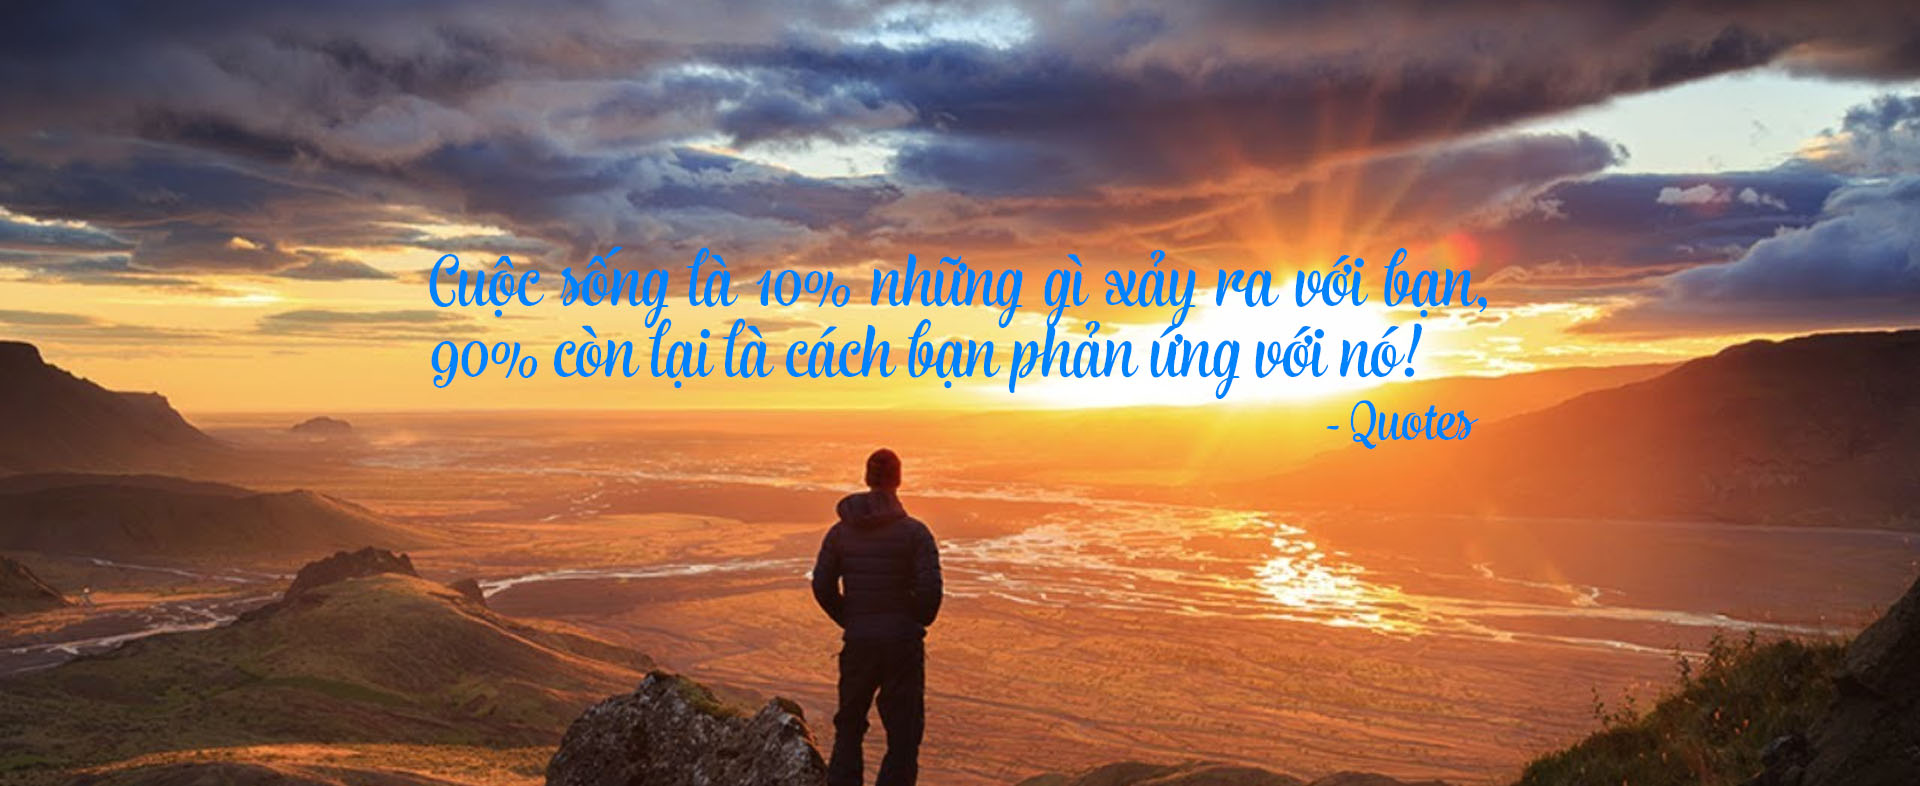 Cuộc sống là 10% những gì xảy ra với bạn,
90% còn lại là cách bạn phản ứng với nó!
- Quotes